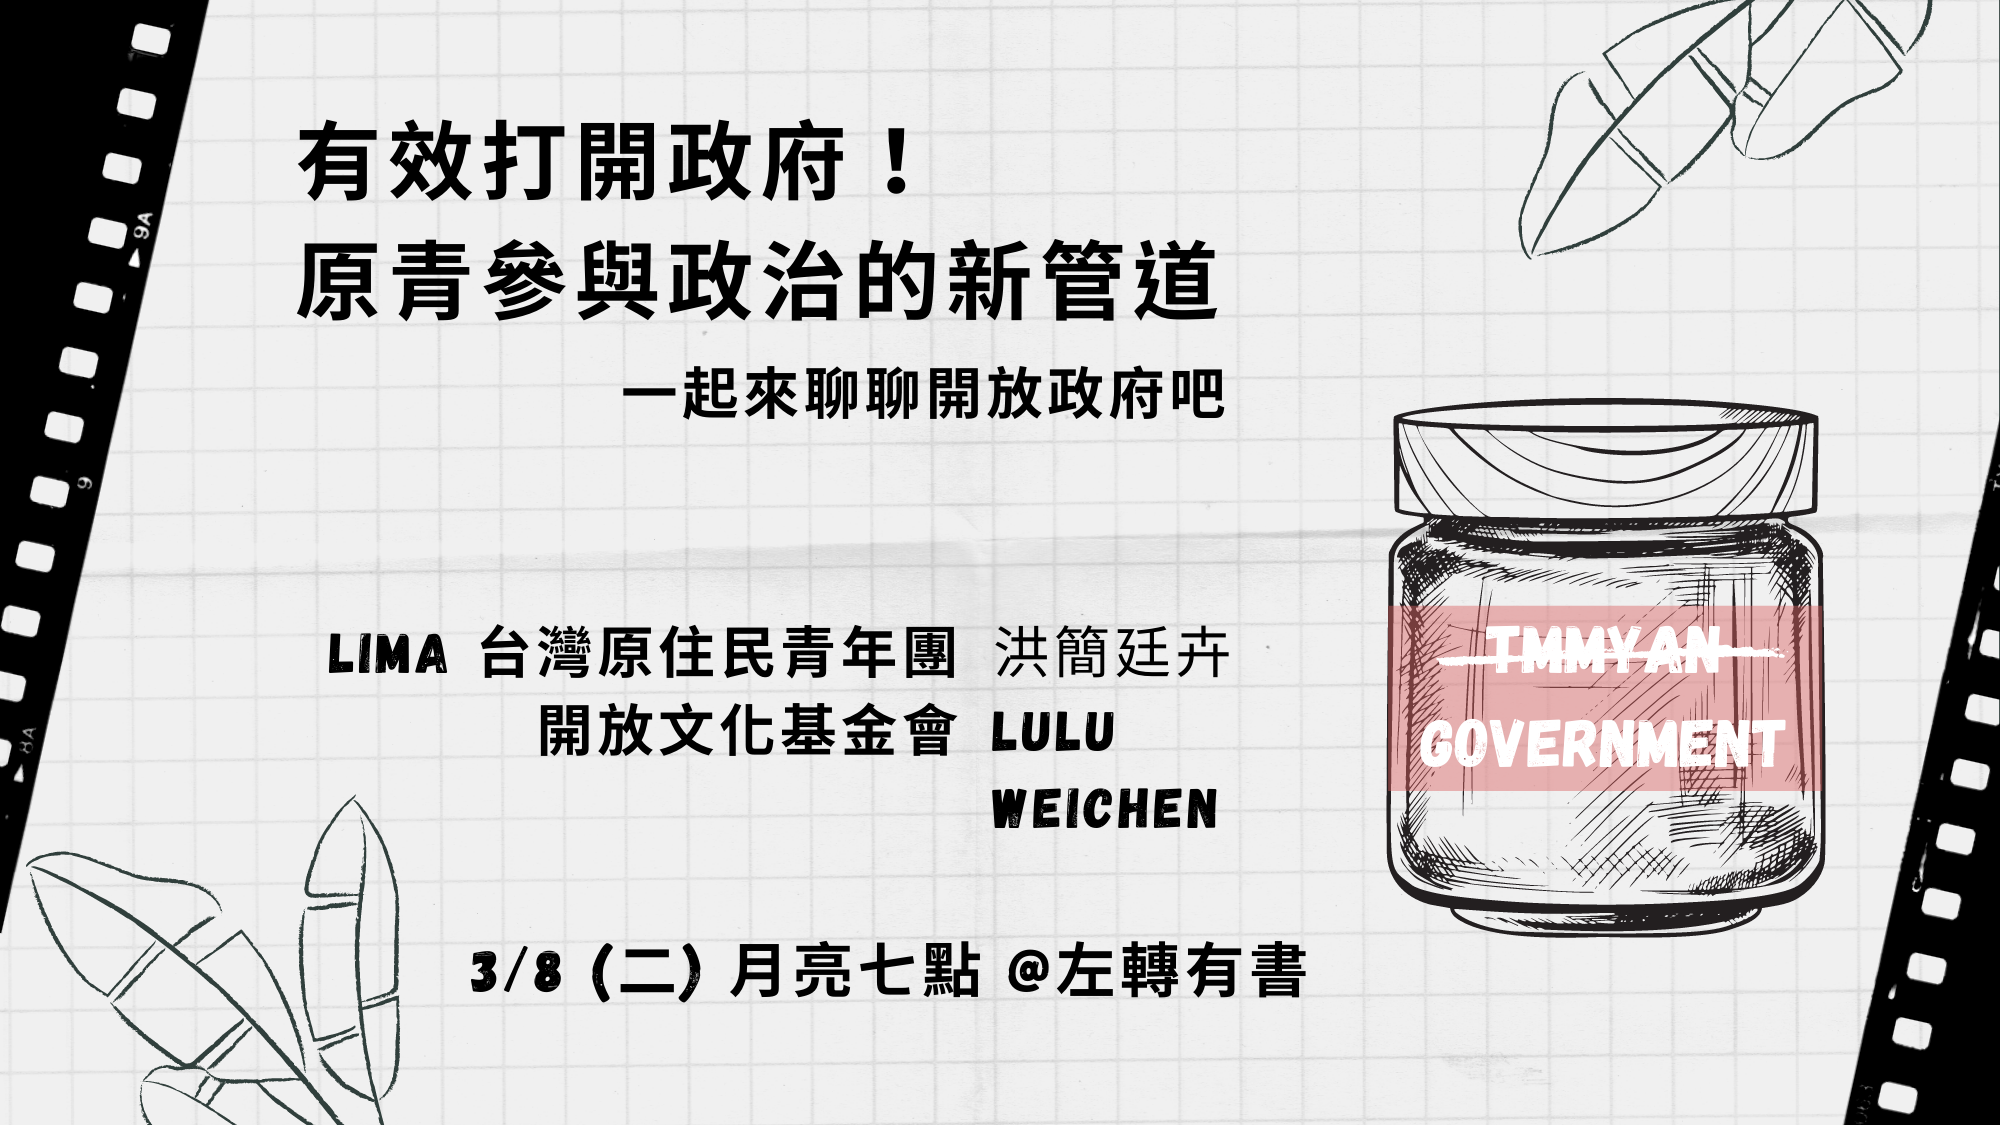 有效打開政府！
原青參與政治的新管道
一起來聊聊開放政府吧
LIMA 台灣原住民青年團 洪簡廷卉
開放文化基金會 LULU
WEICHEN
TMMYAN
GOVERNMENT
3/8 (二) 月亮七點 @左轉有書
9A
9
8A